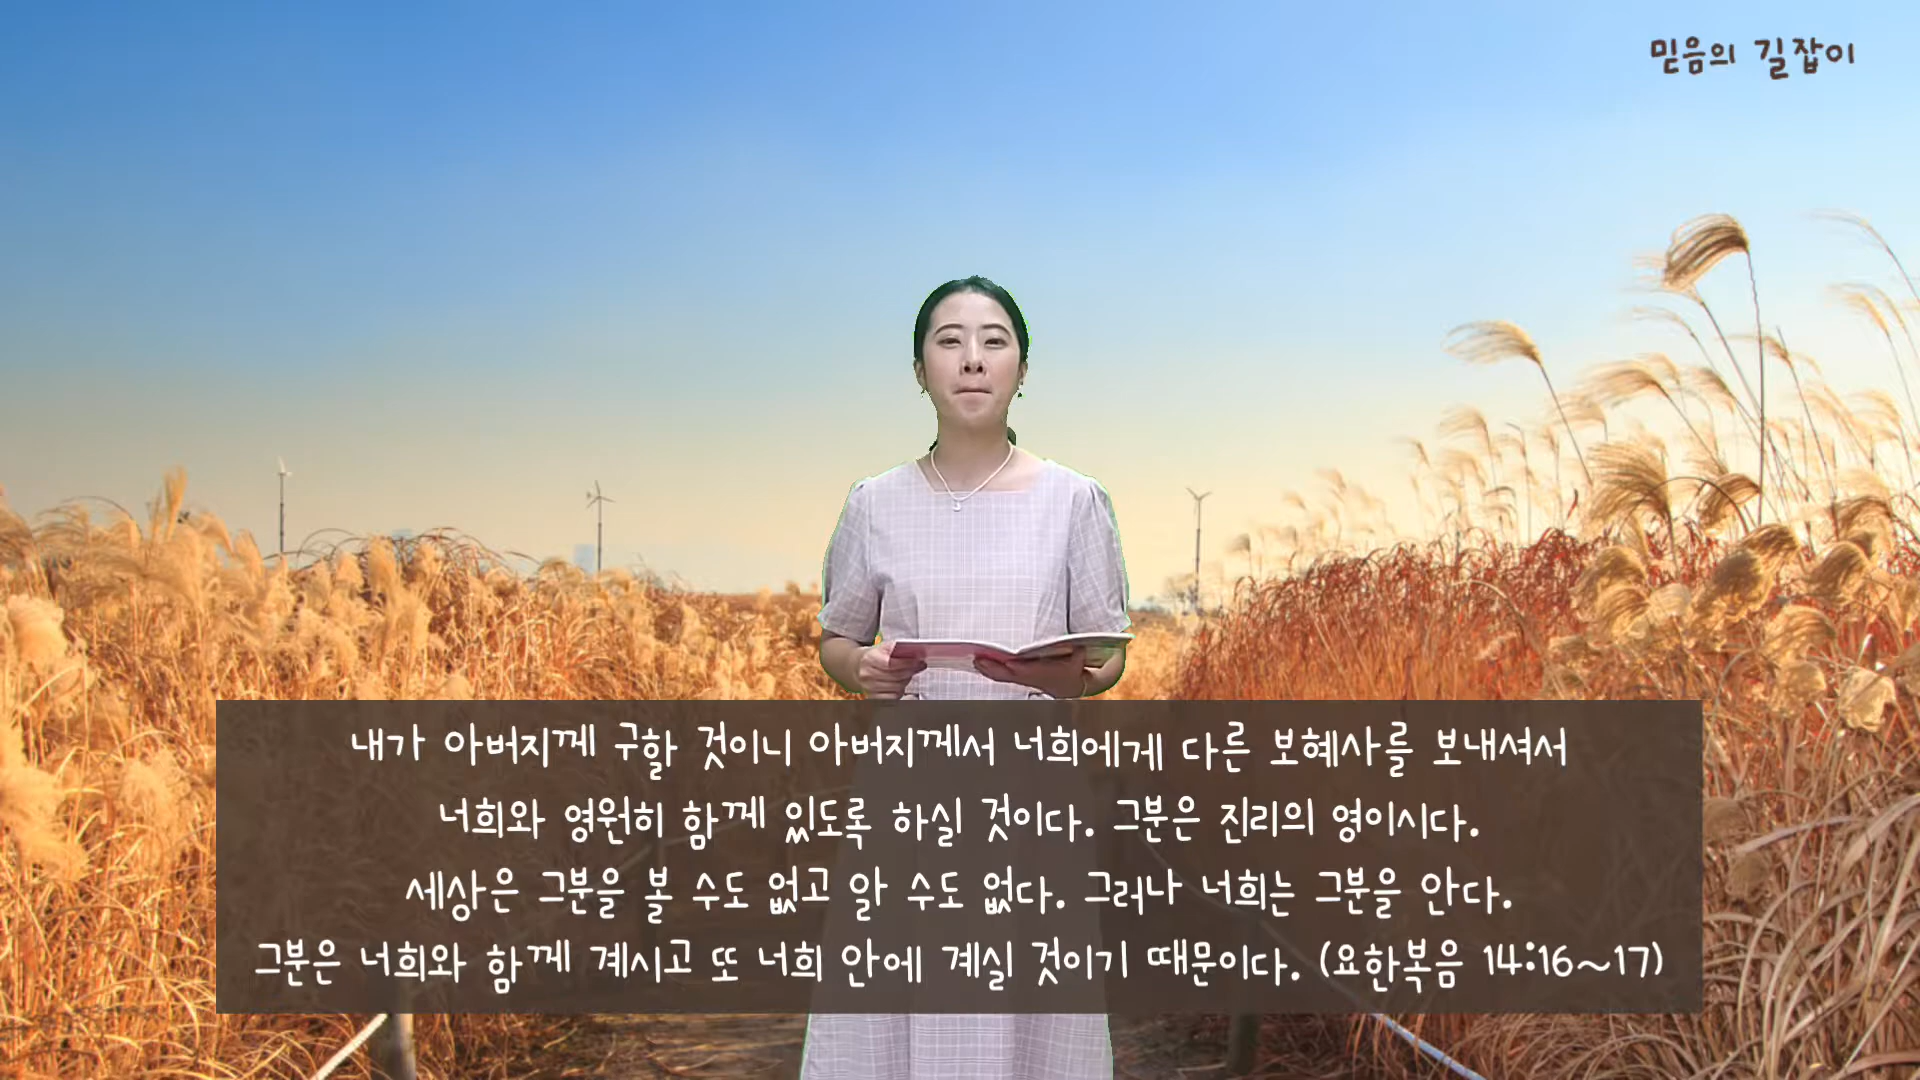 믿음의 길잡이
내가 아버지께 구할 것이니 아버지께서 너희에게 다른 보혜사를 보내셔서
너희와 영원히 함께 있도록 하실 것이다. 그분은 진리의 영이시다.
세상은 그분을 볼 수도 없고 알 수도 없다. 그러나 너희는 그분을 안다.
그분은 너희와 함께 계시고 또 너희 안에 계실 것이기 때문이다. (요한복음 14:16~17)